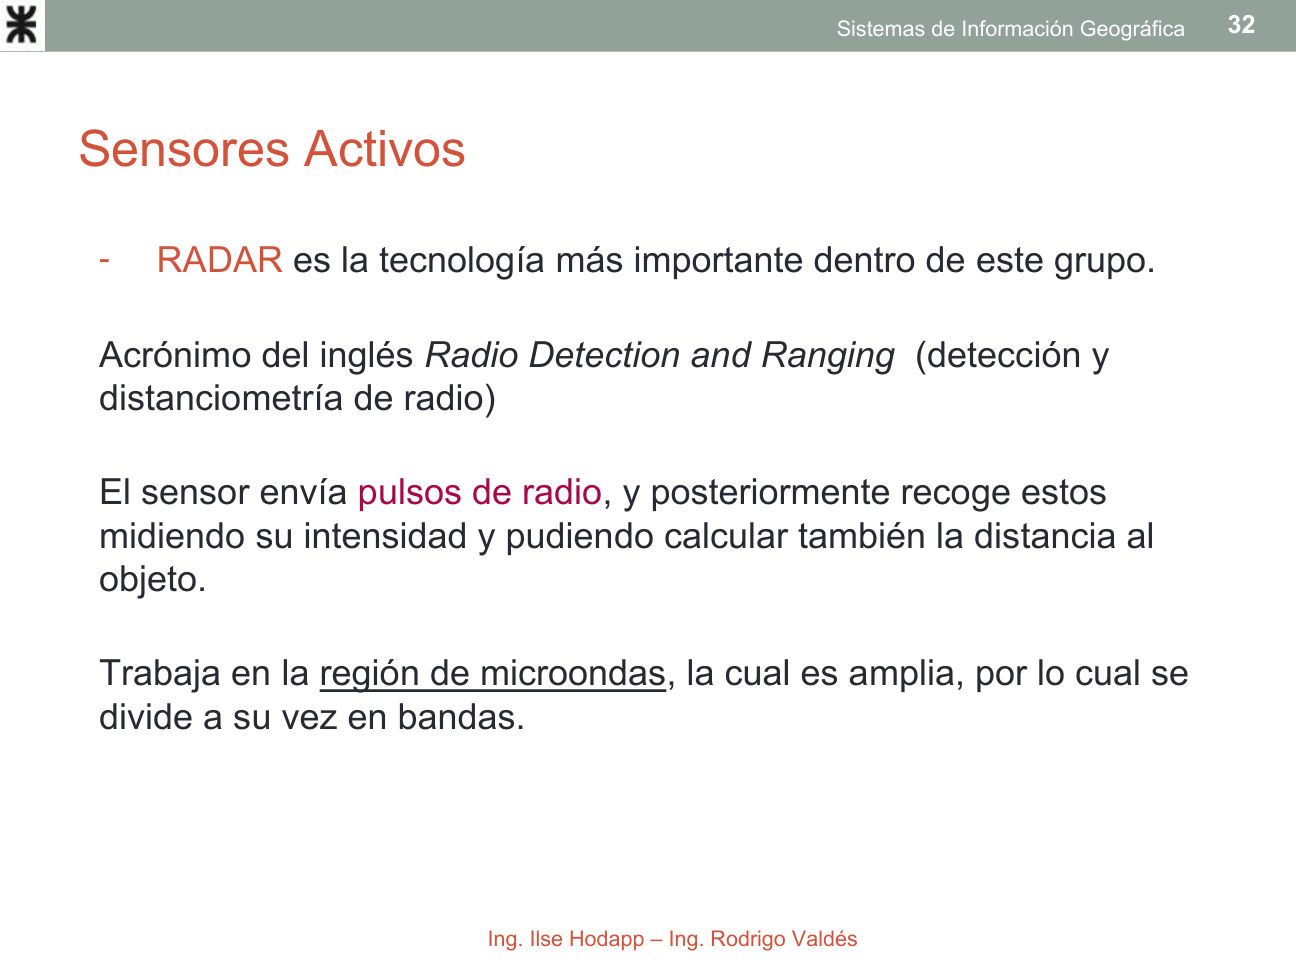 Sistemas de Información Geográfica 32
Sensores Activos
- RADAR es la tecnología más importante dentro de este grupo.
Acrónimo del inglés Radio Detection and Ranging (detección y
distanciometría de radio)
El sensor envía pulsos de radio, y posteriormente recoge estos
midiendo su intensidad y pudiendo calcular también la distancia al
objeto.
Trabaja en la región de microondas, la cual es amplia, por lo cual se
divide a su vez en bandas.
Ing. Ilse Hodapp – Ing. Rodrigo Valdés